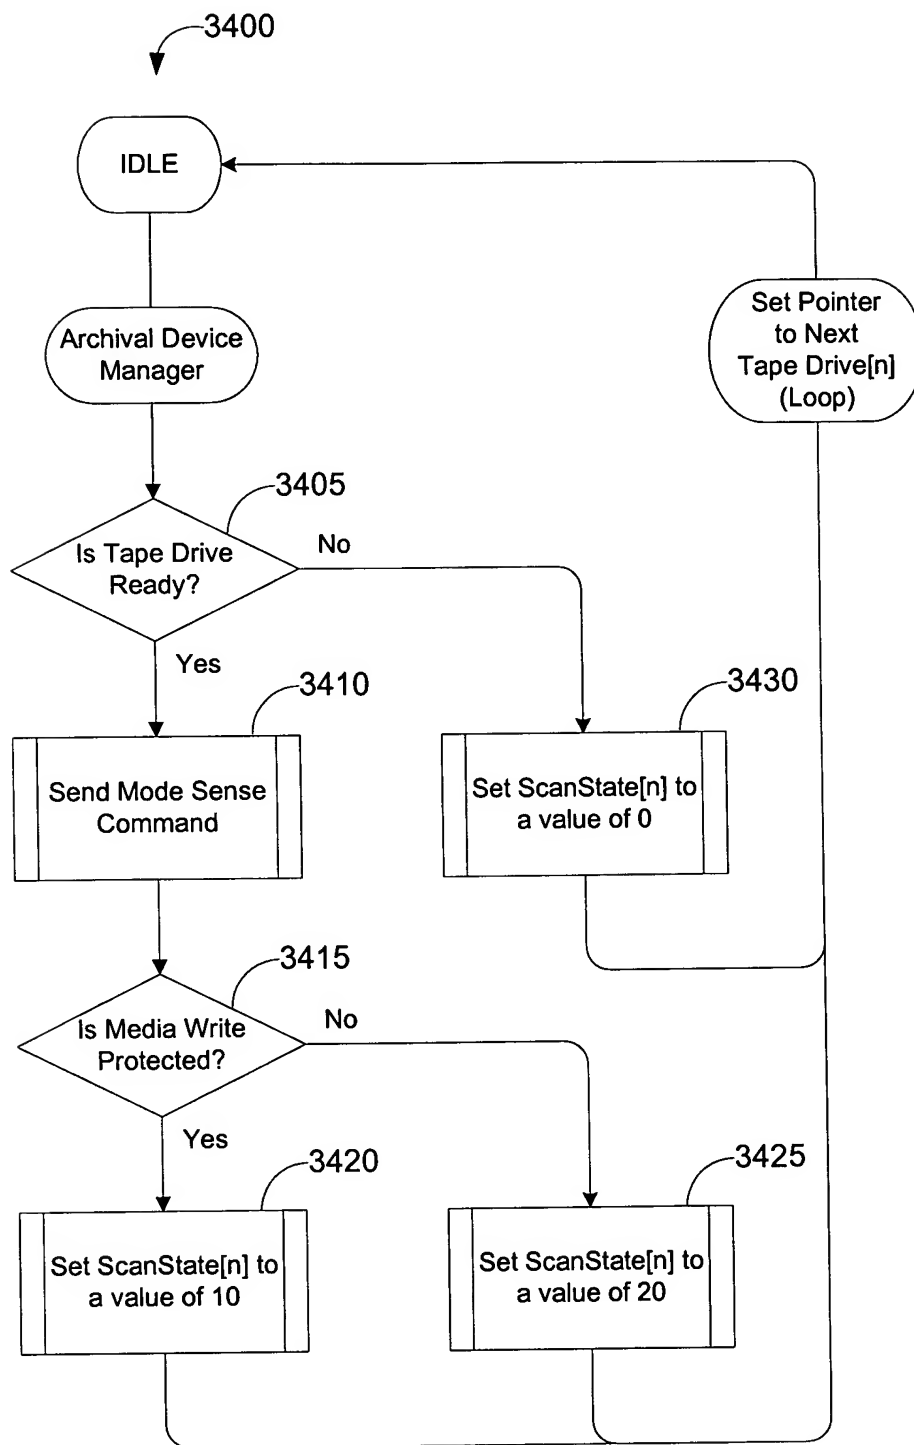 3400
IDLE
Archival Device
Manager
Set Pointer
to Next
Tape Drive[n]
(Loop)
3405
Is Tape Drive
Ready?
No
Yes
3410
Send Mode Sense
Command
3430
Set ScanState[n] to
a value of 0
3415
Is Media Write
Protected?
No
Yes
3420
Set ScanState[n] to
a value of 10
3425
Set ScanState[n] to
a value of 20